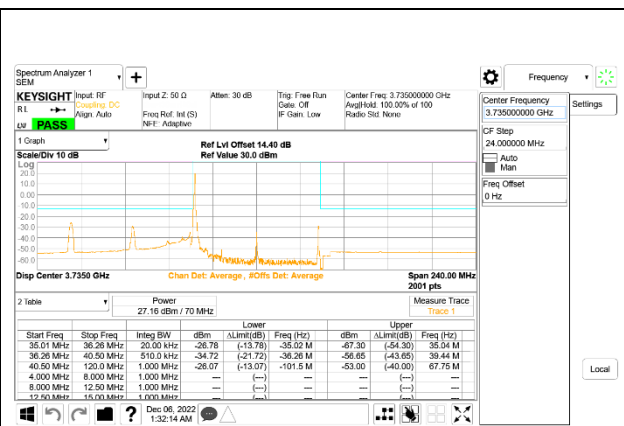 Spectrum Analyzer 1
SEM
+
Frequency
KEYSIGHT
Input: RF
Input Z: 50 Ω
Atten: 30 dB
Trig: Free Run
Center Freq: 3.735000000 GHz
Coupling: DC
Gate: Off
Avg|Hold: 100.00% of 100
Align: Auto
Freq Ref: Int (S)
IF Gain: Low
Radio Std: None
NFE: Adaptive
PASS
Center Frequency
3.735000000 GHz
Settings
CF Step
24.000000 MHz
Auto
Man
Freq Offset
0 Hz
1 Graph
Ref Lvl Offset 14.40 dB
Scale/Div 10 dB
Ref Value 30.0 dBm
Log
20.0
10.0
0.00
-10.0
-20.0
-30.0
-40.0
-50.0
-60.0
Disp Center 3.7350 GHz
Chan Det: Average , #Offs Det: Average
Span 240.00 MHz
2001 pts
2 Table
Power
27.16 dBm / 70 MHz
Measure Trace
Trace 1
Lower
Upper
Start Freq Stop Freq Integ BW dBm ΔLimit(dB) Freq (Hz) dBm ΔLimit(dB) Freq (Hz)
35.01 MHz 36.26 MHz 20.00 kHz -26.78 (-13.78) -35.02 M -67.30 (-54.30) 35.04 M
36.26 MHz 40.50 MHz 510.0 kHz -34.72 (-21.72) -36.26 M -56.65 (-43.65) 39.44 M
40.50 MHz 120.0 MHz 1.000 MHz -26.07 (-13.07) -101.5 M -53.00 (-40.00) 67.75 M
4.000 MHz 8.000 MHz 1.000 MHz --- (---) --- --- (---) ---
8.000 MHz 12.50 MHz 1.000 MHz --- (---) --- --- (---) ---
12.50 MHz 15.00 MHz 1.000 MHz --- (---) --- --- (---) ---
?
Dec 06, 2022
1:32:14 AM
Local